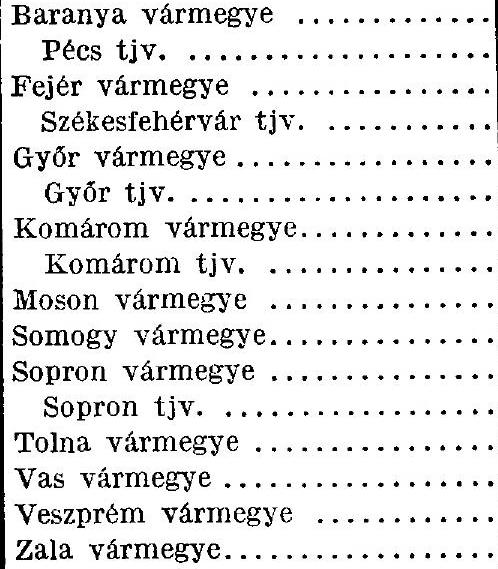 Baranya vármegye .............
Pécs tjv. .....................
Fejér vármegye ................
Székesfehérvár tjv. ...........
Győr vármegye.................
Győr tjv. .....................
Komárom vármegye.............
Komárom tjv. ...............
Moson vármegye ...............
Somogy vármegye...............
Sopron vármegye ...............
Sopron tjv. ..................
Tolna vármegye ................
Vas vármegye ..................
Veszprém vármegye ............
Zala vármegye..................